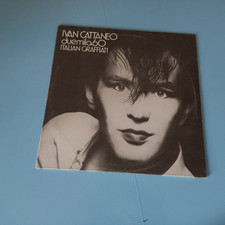 IVAN CATTANEO
duemila60
ITALIAN GRAFFIATI